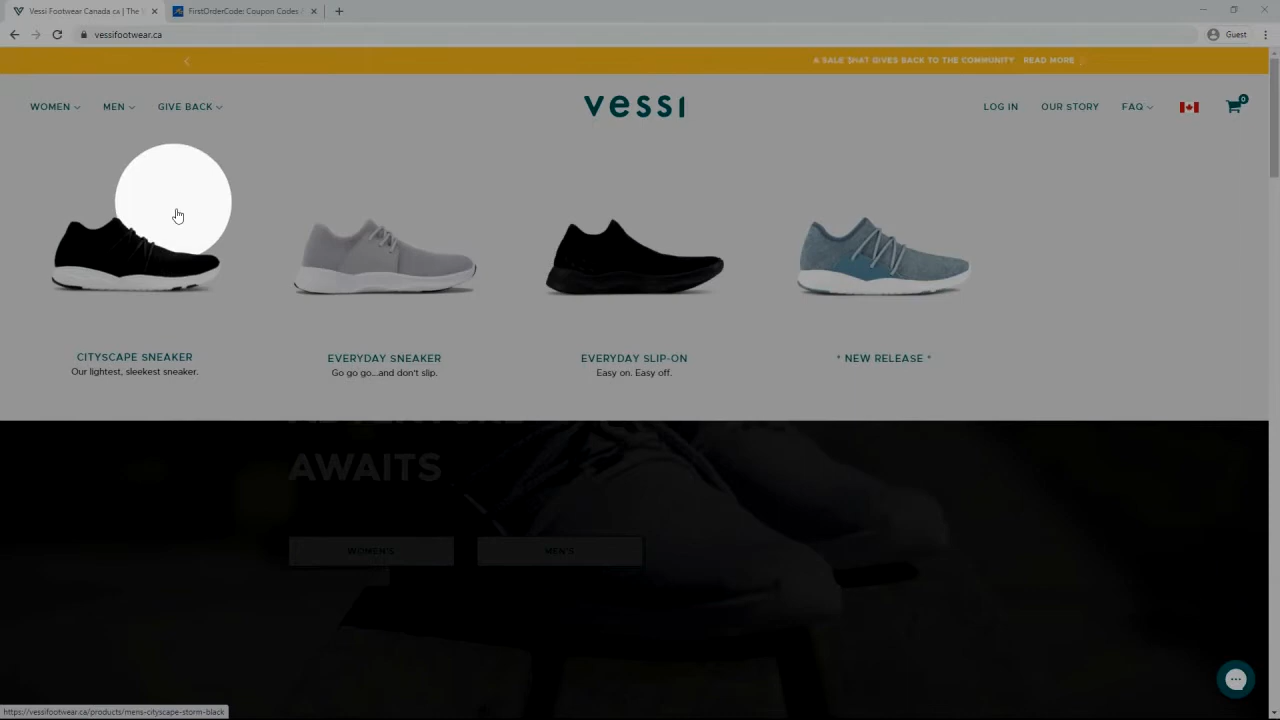 Vessi Footwear Canada ca | The
FirstOrderCode: Coupon Codes
vessifootwear.ca
Guest
A SALE THAT GIVES BACK TO THE COMMUNITY READ MORE
WOMEN
MEN
GIVE BACK
vessi
LOG IN
OUR STORY
FAQ
0
CITYSCAPE SNEAKER
Our lightest, sleekest sneaker.
EVERYDAY SNEAKER
Go go go...and don't slip.
EVERYDAY SLIP-ON
Easy on. Easy off.
* NEW RELEASE *
ADVENTURE
AWAITS
WOMEN'S
MEN'S
https://vessifootwear.ca/products/mens-cityscape-storm-black